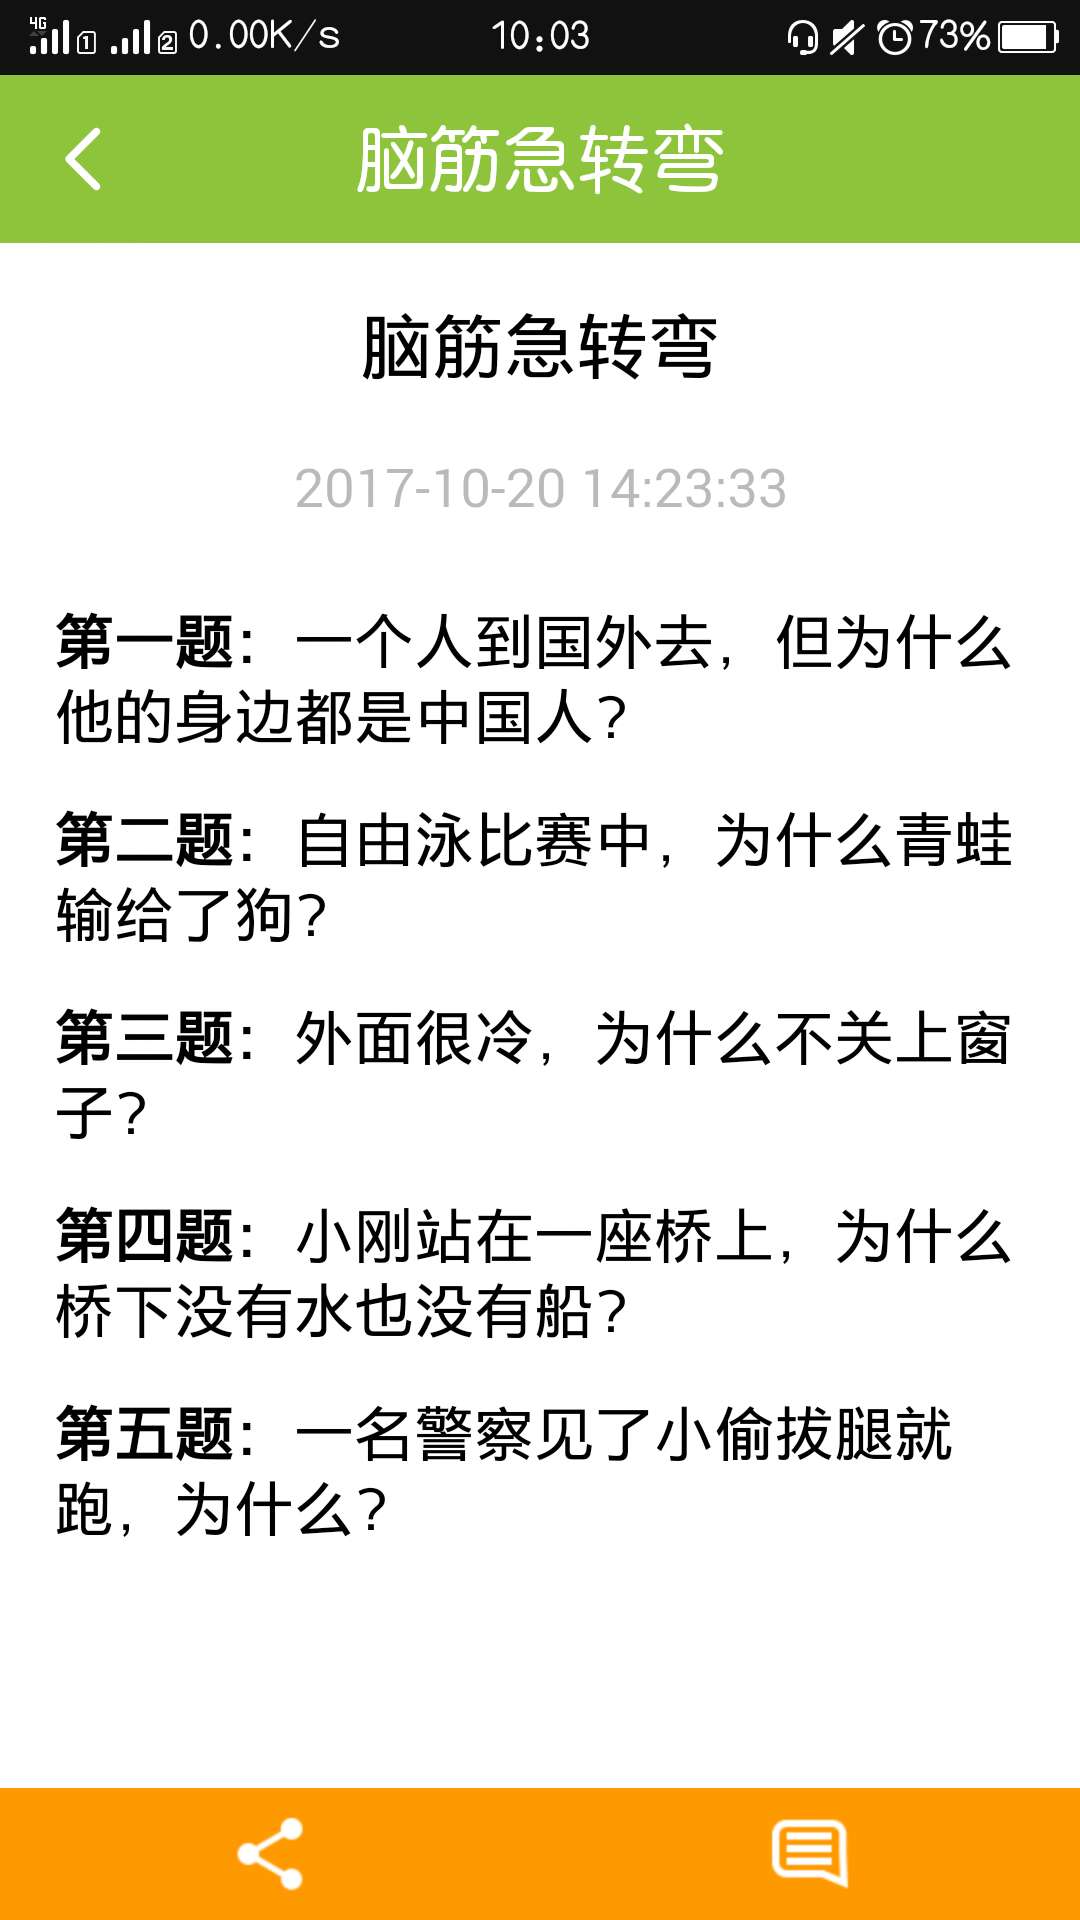 4G 1 2 0.00K/s 10:03 73%
脑筋急转弯
脑筋急转弯
2017-10-20 14:23:33
第一题：一个人到国外去，但为什么
他的身边都是中国人？
第二题：自由泳比赛中，为什么青蛙
输给了狗？
第三题：外面很冷，为什么不关上窗
子？
第四题：小刚站在一座桥上，为什么
桥下没有水也没有船？
第五题：一名警察见了小偷拔腿就
跑，为什么？